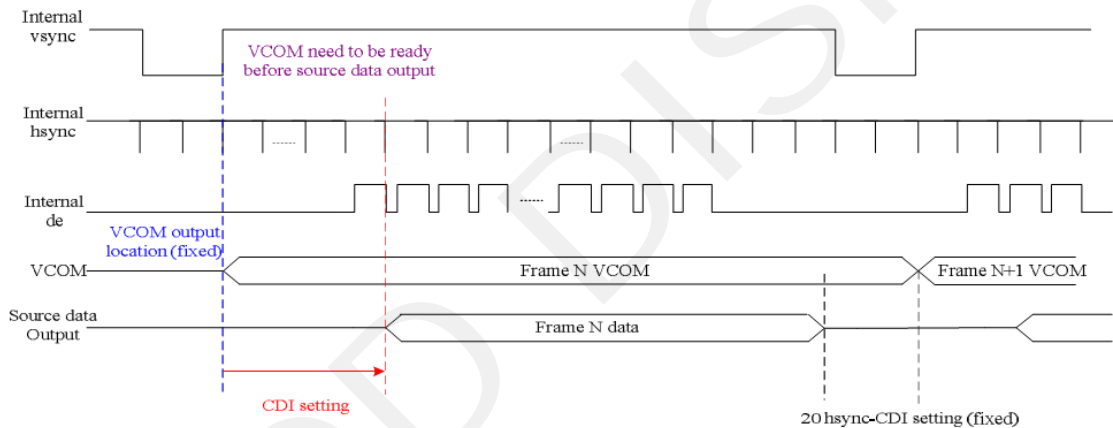 Internal
vsync
VCOM need to be ready
before source data output
Internal
hsync
......
......
Internal
de
......
VCOM output
location (fixed)
VCOM
Frame N VCOM
Frame N+1 VCOM
Source data
Output
Frame N data
CDI setting
20 hsync-CDI setting (fixed)